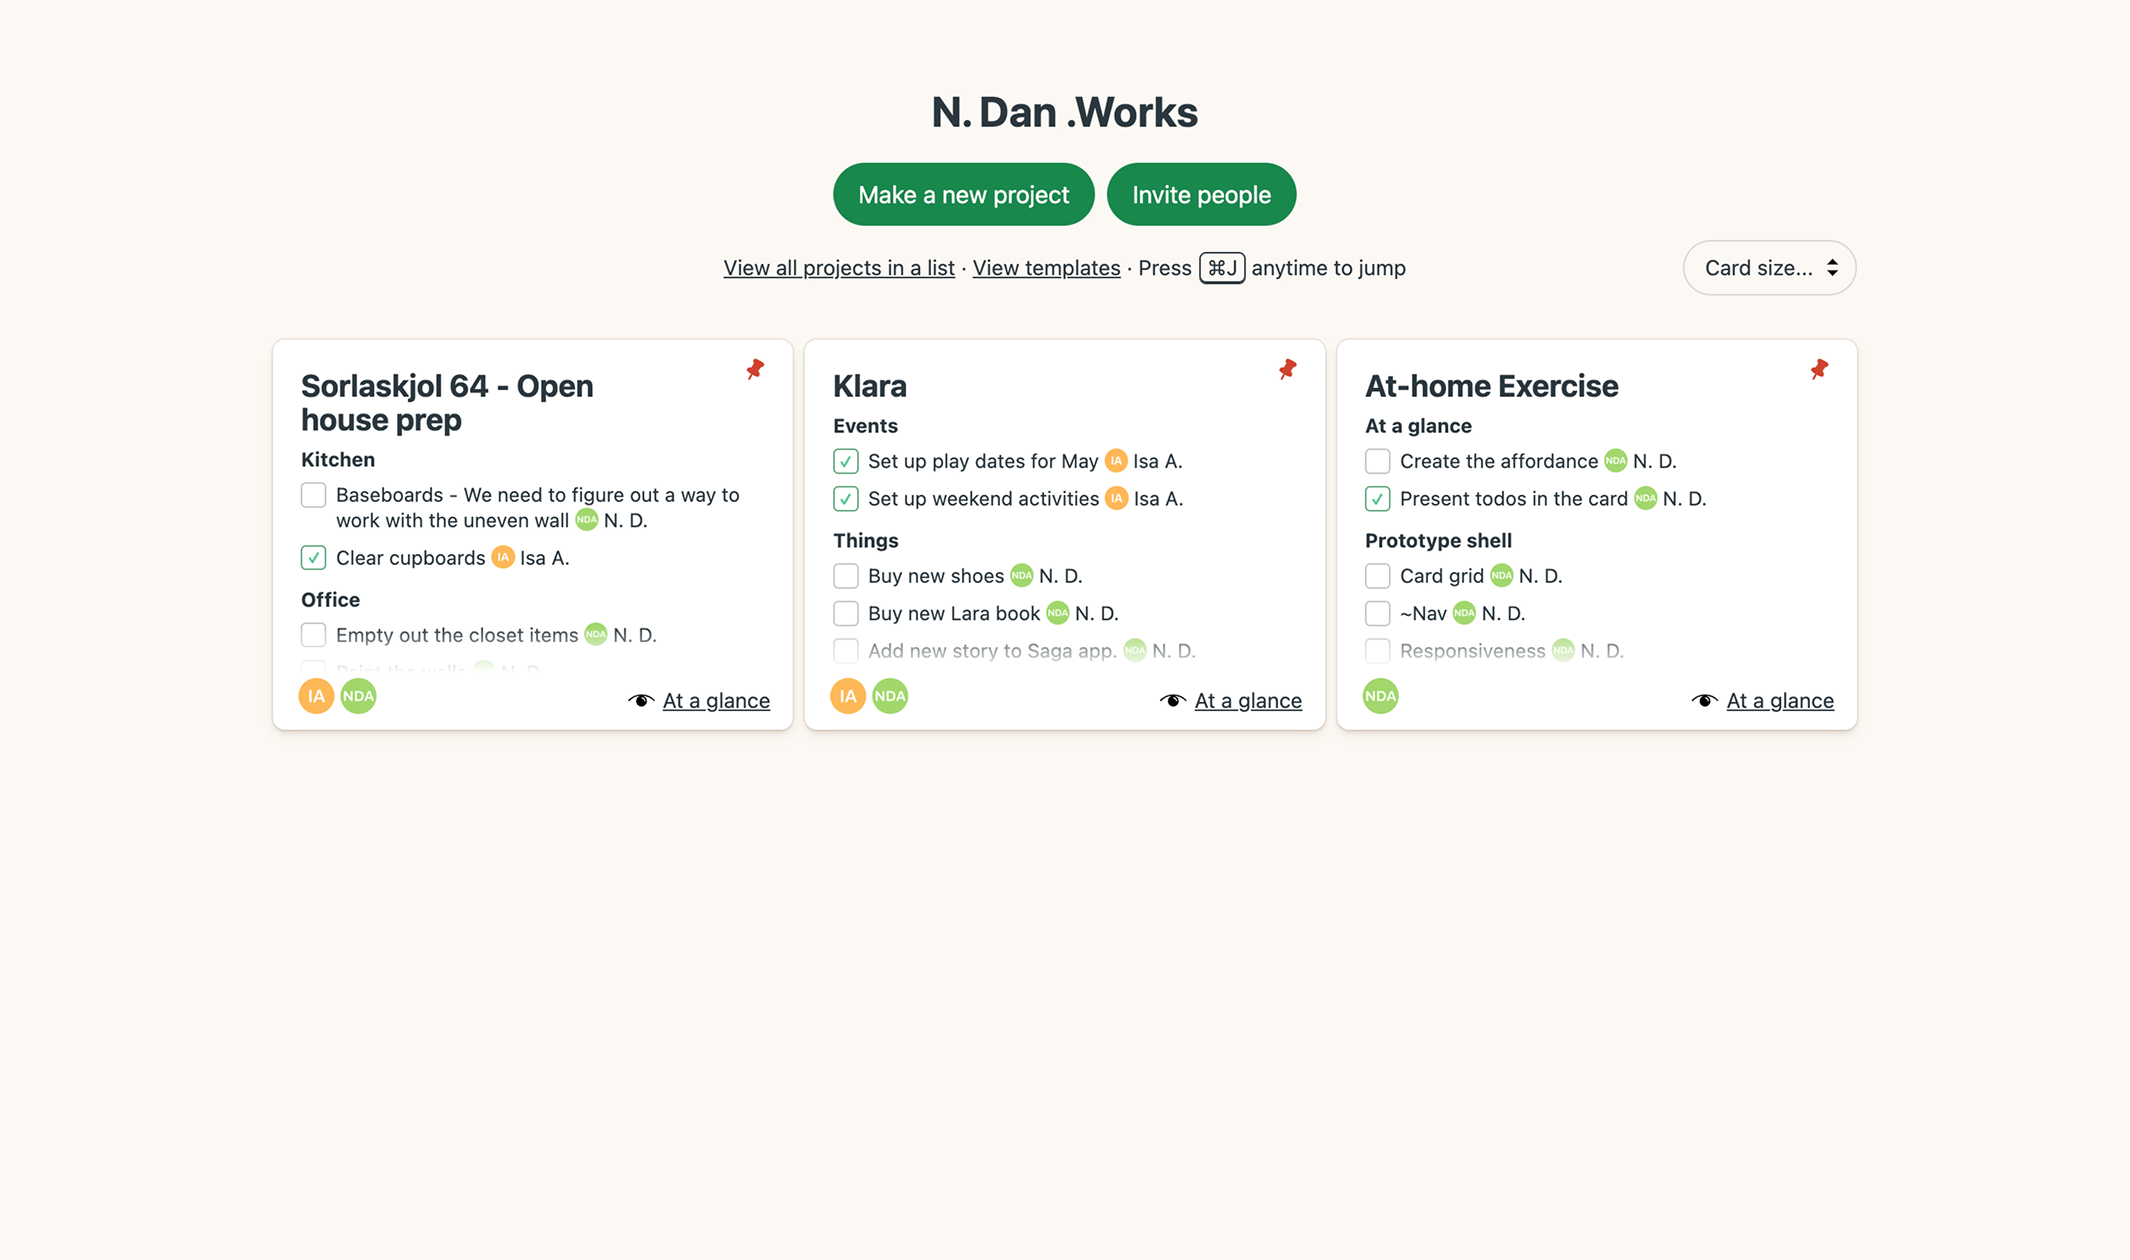 N. Dan .Works
Make a new project
Invite people
View all projects in a list · View templates · Press ⌘J anytime to jump
Card size...
Sorlaskjol 64 - Open
house prep
Kitchen
Baseboards - We need to figure out a way to
work with the uneven wall NDA N. D.
Clear cupboards IA Isa A.
Office
Empty out the closet items NDA N. D.
Paint the walls N. D.
IA NDA
At a glance
Klara
Events
Set up play dates for May IA Isa A.
Set up weekend activities IA Isa A.
Things
Buy new shoes NDA N. D.
Buy new Lara book NDA N. D.
Add new story to Saga app. NDA N. D.
IA NDA
At a glance
At-home Exercise
At a glance
Create the affordance NDA N. D.
Present todos in the card NDA N. D.
Prototype shell
Card grid NDA N. D.
~Nav NDA N. D.
Responsiveness NDA N. D.
NDA
At a glance